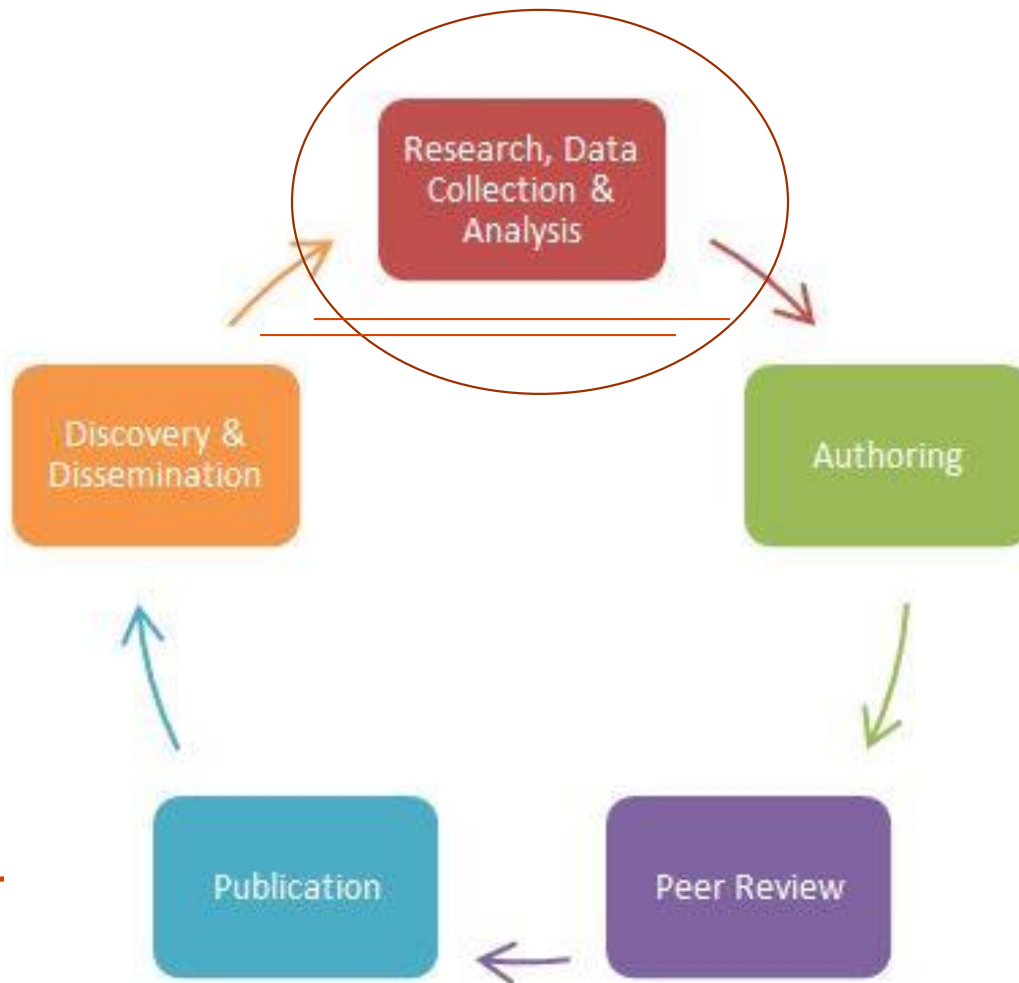 Research, Data
Collection &
Analysis
Authoring
Peer Review
Publication
Discovery &
Dissemination